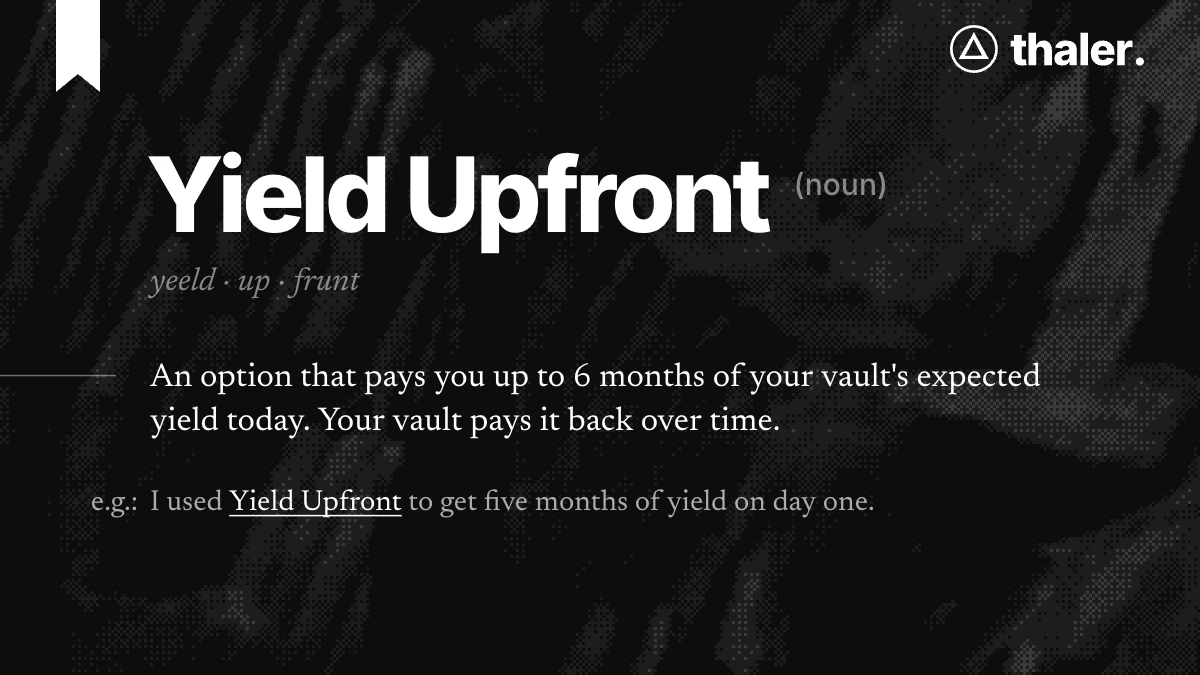 thaler.
Yield Upfront (noun)
yeeld · up · frunt
An option that pays you up to 6 months of your vault's expected
yield today. Your vault pays it back over time.
e.g.: I used Yield Upfront to get five months of yield on day one.